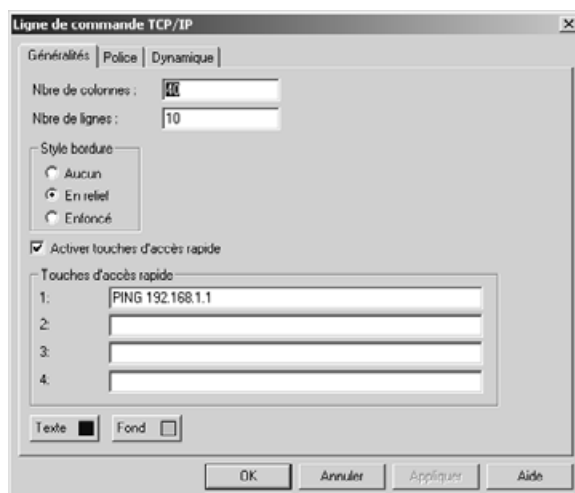 Ligne de commande TCP/IP
Généralités Police Dynamique
Nbre de colonnes : 40
Nbre de lignes : 10
Style bordure
Aucun
En relief
Enfoncé
Activer touches d'accès rapide
Touches d'accès rapide
1: PING 192.168.1.1
2:
3:
4:
Texte Fond
OK Annuler Appliquer Aide